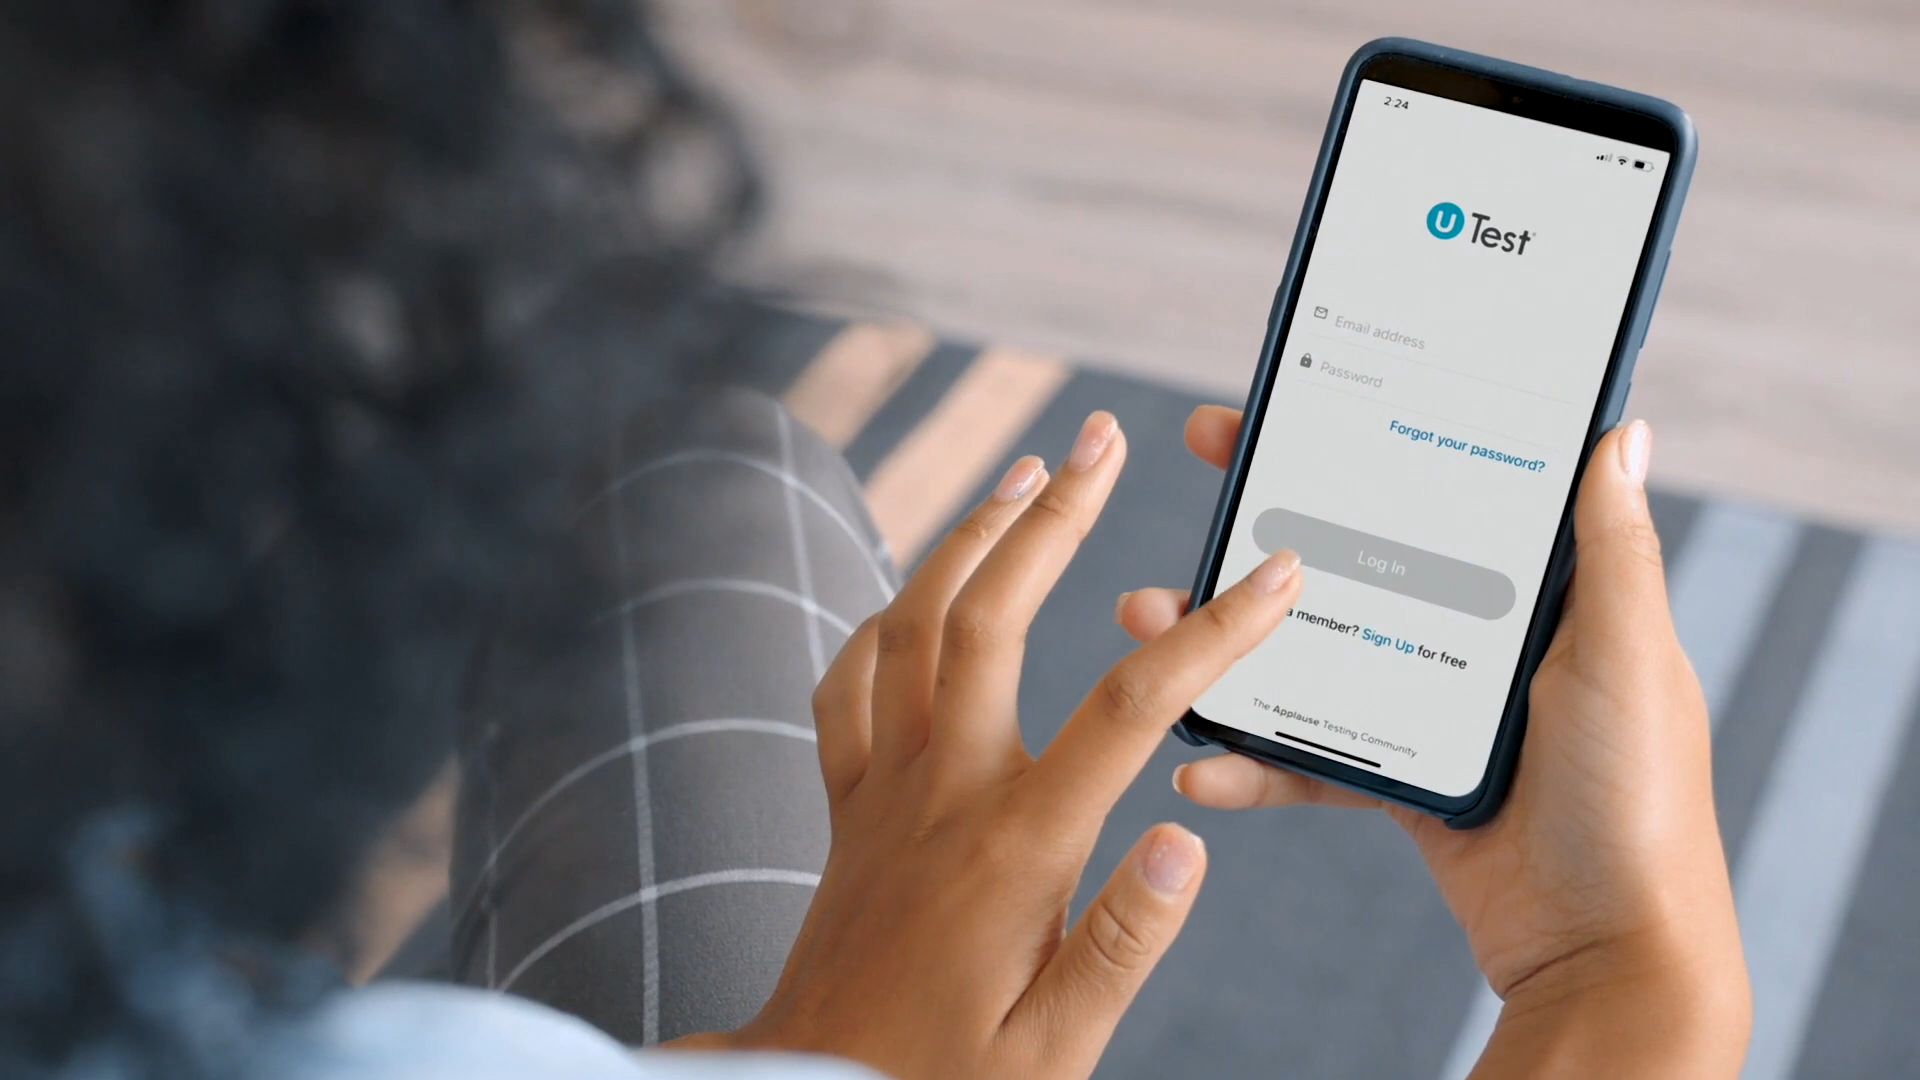 2:24
U Test
Email address
Password
Forgot your password?
Log In
a member? Sign Up for free
The Applause Testing Community